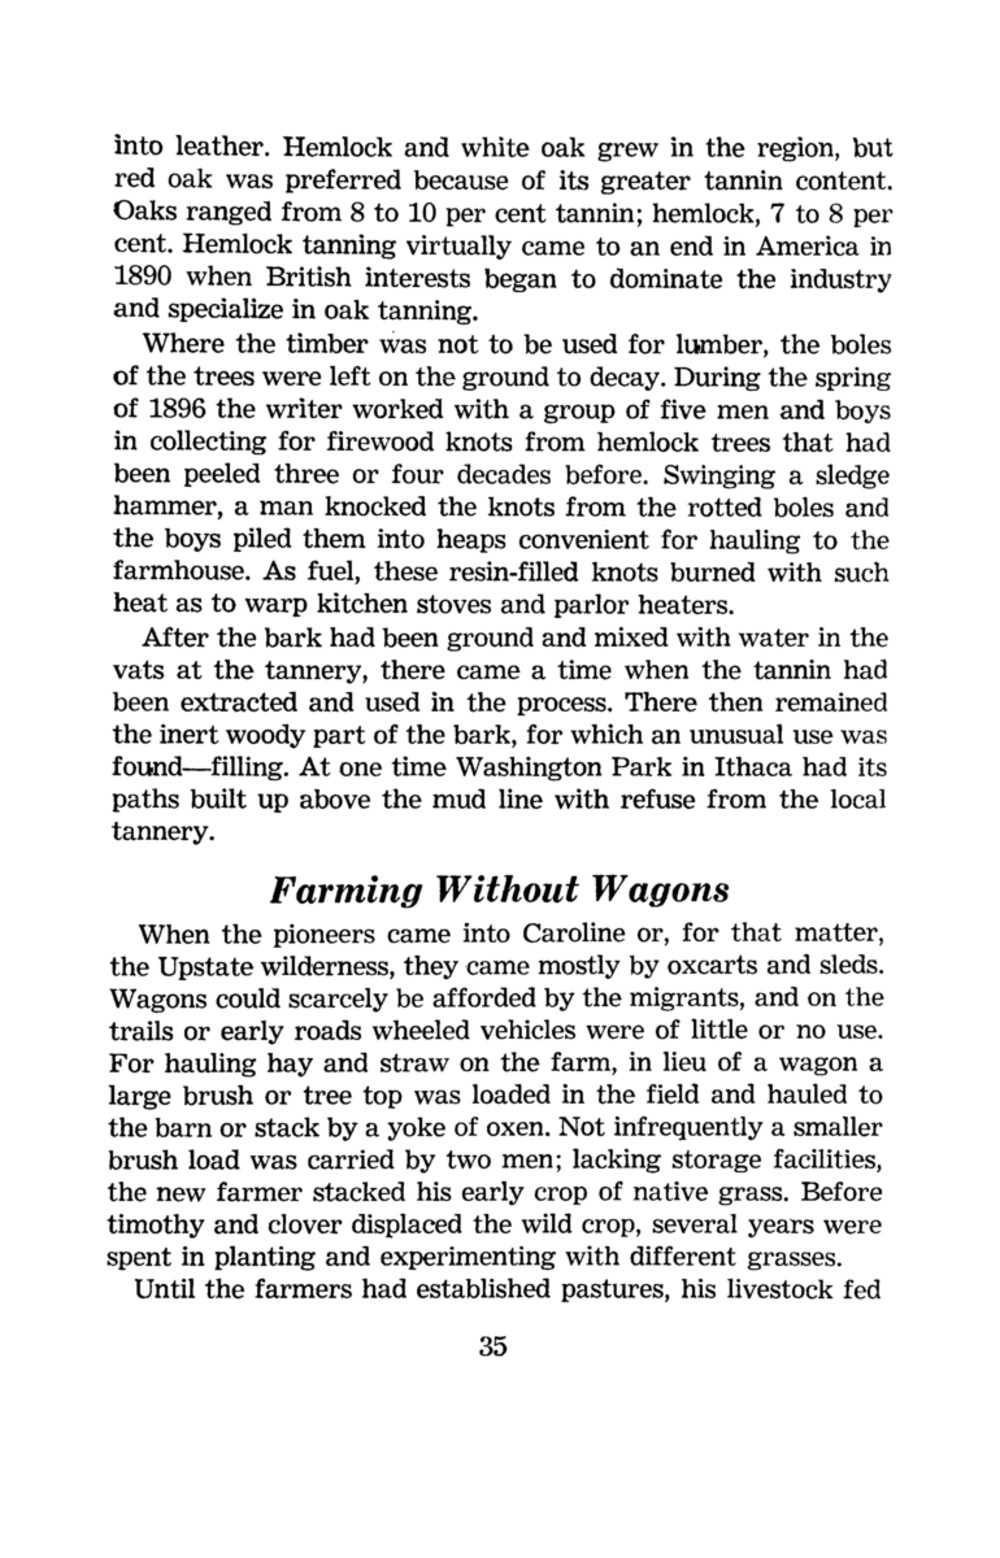 into leather. Hemlock and white oak grew in the region, but
red oak was preferred because of its greater tannin content.
Oaks ranged from 8 to 10 per cent tannin; hemlock, 7 to 8 per
cent. Hemlock tanning virtually came to an end in America in
1890 when British interests began to dominate the industry
and specialize in oak tanning.
Where the timber was not to be used for lumber, the boles
of the trees were left on the ground to decay. During the spring
of 1896 the writer worked with a group of five men and boys
in collecting for firewood knots from hemlock trees that had
been peeled three or four decades before. Swinging a sledge
hammer, a man knocked the knots from the rotted boles and
the boys piled them into heaps convenient for hauling to the
farmhouse. As fuel, these resin-filled knots burned with such
heat as to warp kitchen stoves and parlor heaters.
After the bark had been ground and mixed with water in the
vats at the tannery, there came a time when the tannin had
been extracted and used in the process. There then remained
the inert woody part of the bark, for which an unusual use was
found—filling. At one time Washington Park in Ithaca had its
paths built up above the mud line with refuse from the local
tannery.
Farming Without Wagons
When the pioneers came into Caroline or, for that matter,
the Upstate wilderness, they came mostly by oxcarts and sleds.
Wagons could scarcely be afforded by the migrants, and on the
trails or early roads wheeled vehicles were of little or no use.
For hauling hay and straw on the farm, in lieu of a wagon a
large brush or tree top was loaded in the field and hauled to
the barn or stack by a yoke of oxen. Not infrequently a smaller
brush load was carried by two men; lacking storage facilities,
the new farmer stacked his early crop of native grass. Before
timothy and clover displaced the wild crop, several years were
spent in planting and experimenting with different grasses.
Until the farmers had established pastures, his livestock fed
35